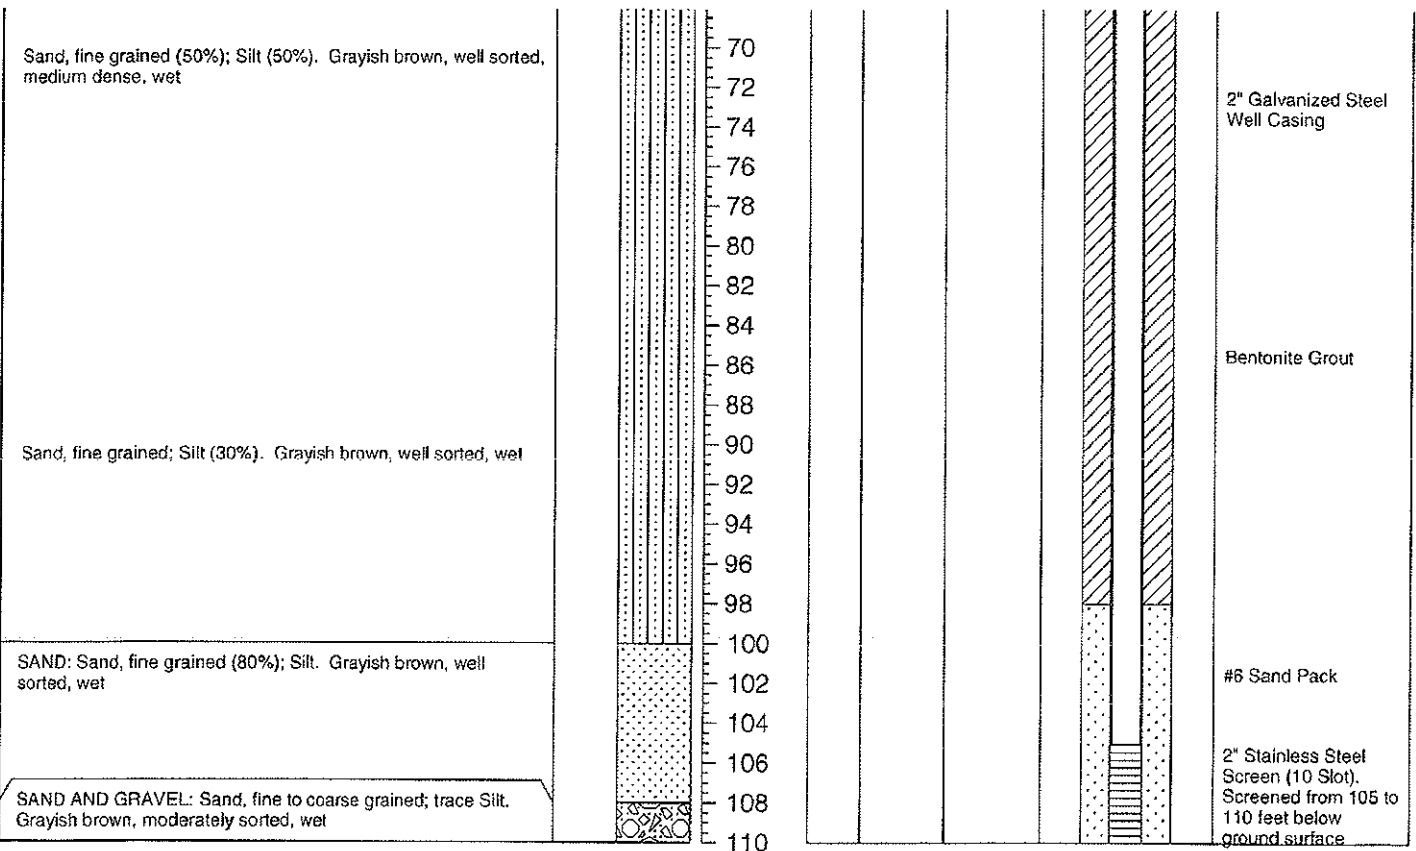 Sand, fine grained (50%); Silt (50%). Grayish brown, well sorted,
medium dense, wet
Sand, fine grained; Silt (30%). Grayish brown, well sorted, wet
SAND: Sand, fine grained (80%); Silt. Grayish brown, well
sorted, wet
SAND AND GRAVEL: Sand, fine to coarse grained; trace Silt.
Grayish brown, moderately sorted, wet
70
72
74
76
78
80
82
84
86
88
90
92
94
96
98
100
102
104
106
108
110
2" Galvanized Steel
Well Casing
Bentonite Grout
#6 Sand Pack
2" Stainless Steel
Screen (10 Slot).
Screened from 105 to
110 feet below
ground surface